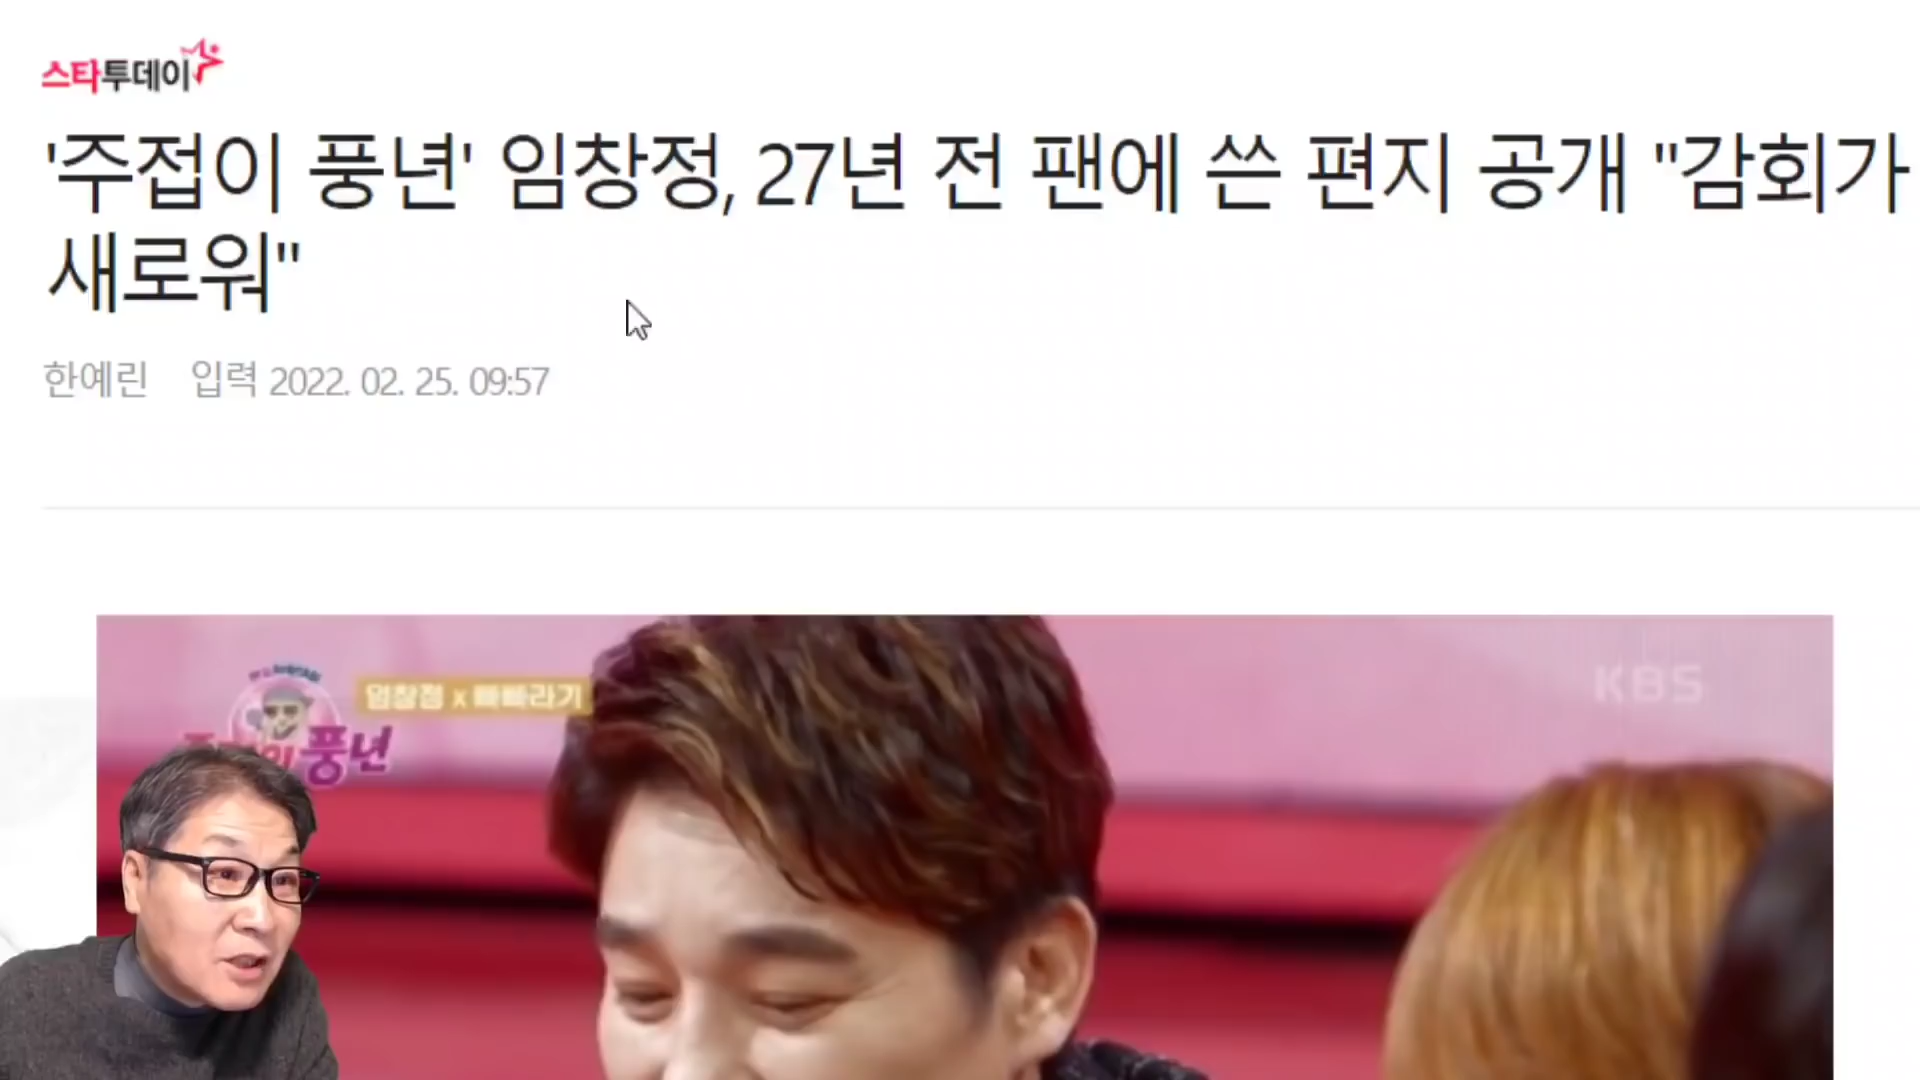 스타투데이
'주접이 풍년' 임창정, 27년 전 팬에 쓴 편지 공개 "감회가
새로워"
한예린 입력 2022. 02. 25. 09:57
임창정 x 빠빠라기
KBS
풍년